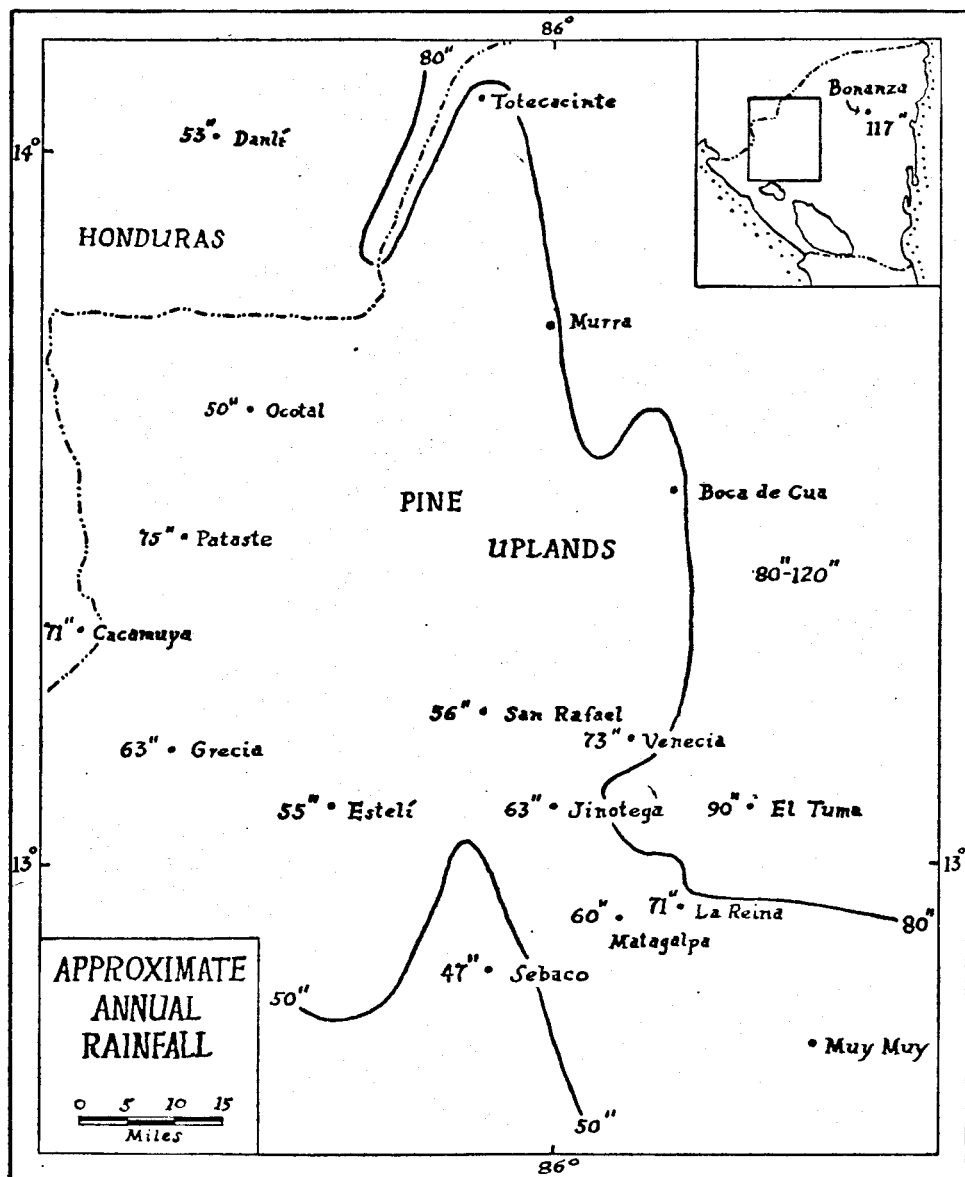 86°
80"
Totecacinte
Bonanza
117"
53" Danlí
14°
HONDURAS
Murra
50" Ocotal
PINE
UPLANDS
Boca de Cua
75" Pataste
80"-120"
71" Cacamuya
56" San Rafael
73" Venecia
63" Grecia
55" Estelí
63" Jinotega
90" El Tuma
13°
13°
71" La Reina
60"
Matagalpa
80"
47" Sebaco
50"
APPROXIMATE
ANNUAL
RAINFALL
0 5 10 15
Miles
Muy Muy
50"
86°